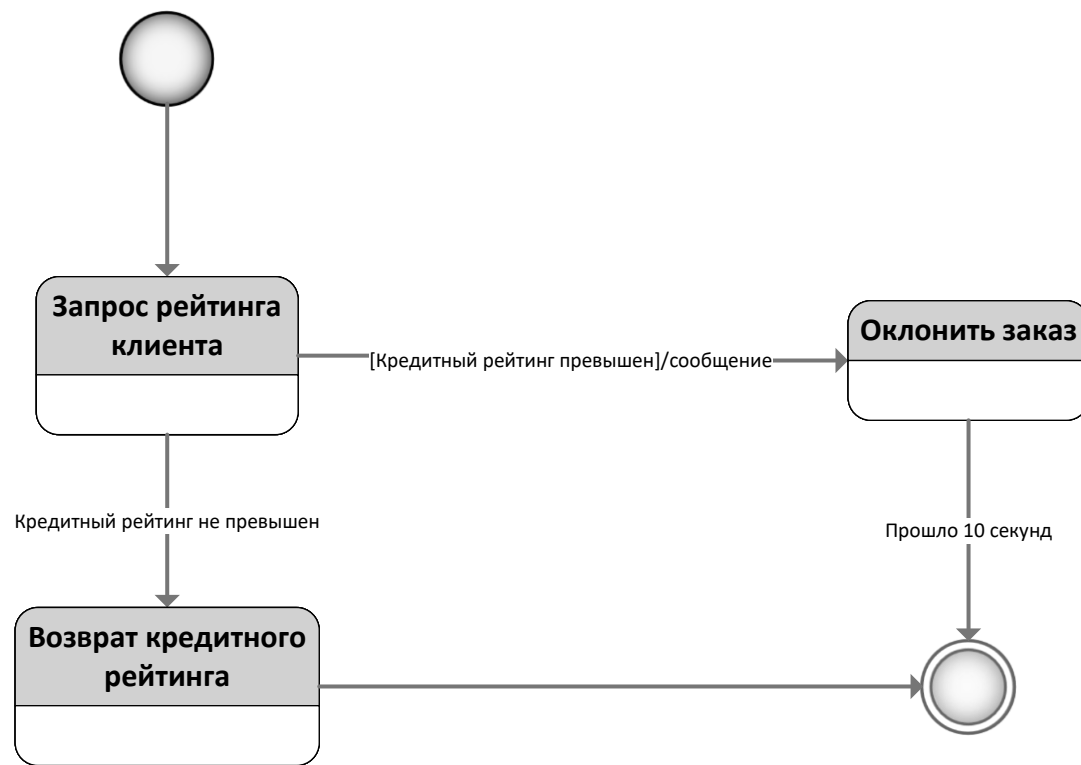 Запрос рейтинга
клиента
Оклонить заказ
[Кредитный рейтинг превышен]/сообщение
Кредитный рейтинг не превышен
Прошло 10 секунд
Возврат кредитного
рейтинга